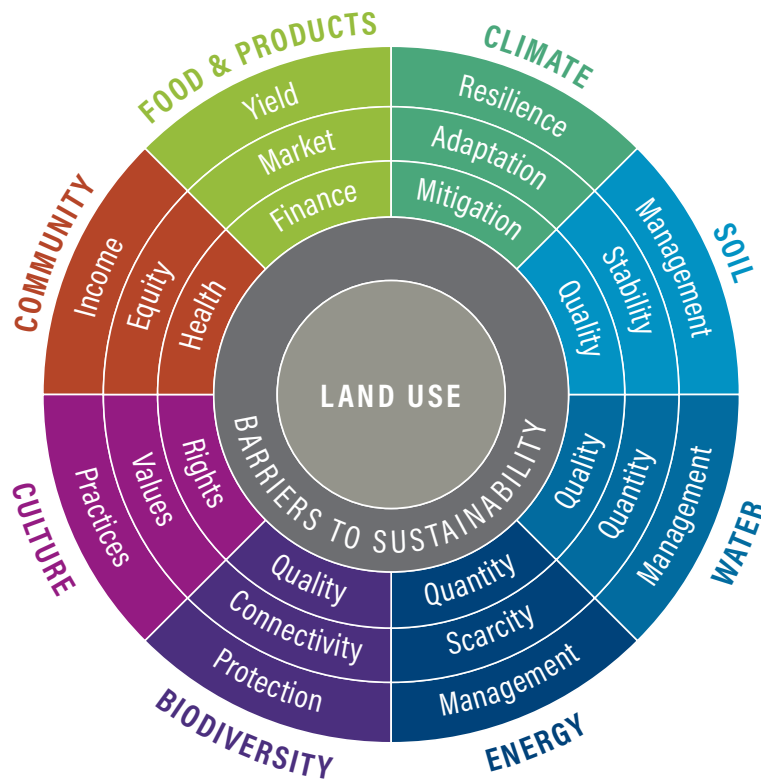 FOOD & PRODUCTS
Yield
Market
Finance
CLIMATE
Resilience
Adaptation
Mitigation
SOIL
Management
Stability
Quality
WATER
Management
Quantity
Quality
ENERGY
Quantity
Scarcity
Management
BIODIVERSITY
Quality
Connectivity
Protection
CULTURE
Practices
Values
Rights
COMMUNITY
Income
Equity
Health
LAND USE
BARRIERS TO SUSTAINABILITY